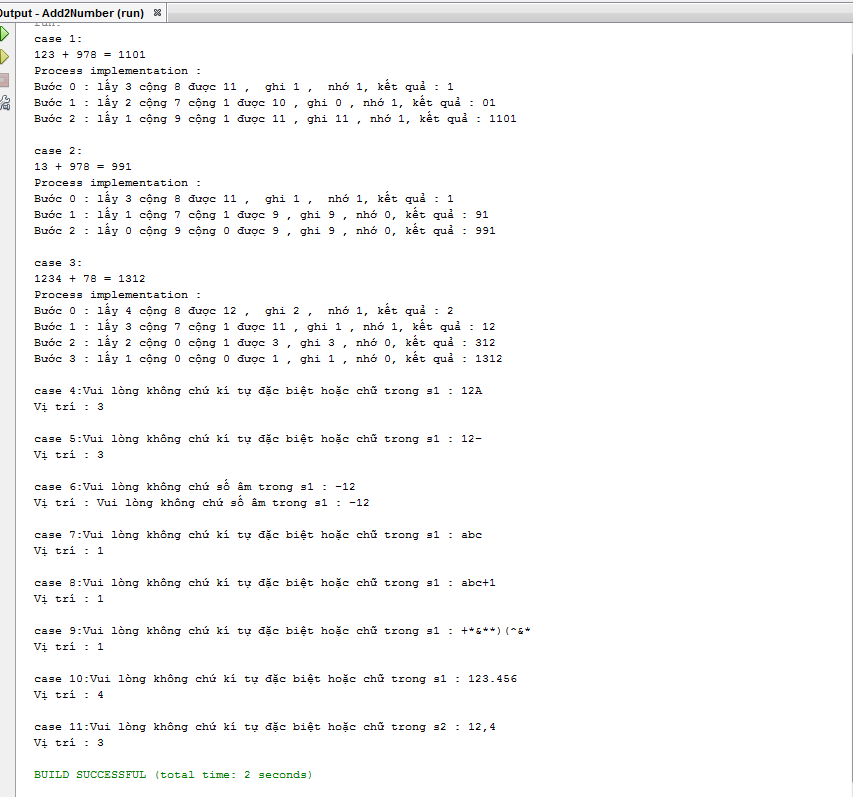 Output - Add2Number (run)
run:
case 1:
123 + 978 = 1101
Process implementation :
Bước 0 : lấy 3 cộng 8 được 11 ,  ghi 1 ,  nhớ 1, kết quả : 1
Bước 1 : lấy 2 cộng 7 cộng 1 được 10 , ghi 0 , nhớ 1, kết quả : 01
Bước 2 : lấy 1 cộng 9 cộng 1 được 11 , ghi 11 , nhớ 1, kết quả : 1101
case 2:
13 + 978 = 991
Process implementation :
Bước 0 : lấy 3 cộng 8 được 11 ,  ghi 1 ,  nhớ 1, kết quả : 1
Bước 1 : lấy 1 cộng 7 cộng 1 được 9 , ghi 9 , nhớ 0, kết quả : 91
Bước 2 : lấy 0 cộng 9 cộng 0 được 9 , ghi 9 , nhớ 0, kết quả : 991
case 3:
1234 + 78 = 1312
Process implementation :
Bước 0 : lấy 4 cộng 8 được 12 ,  ghi 2 ,  nhớ 1, kết quả : 2
Bước 1 : lấy 3 cộng 7 cộng 1 được 11 , ghi 1 , nhớ 1, kết quả : 12
Bước 2 : lấy 2 cộng 0 cộng 1 được 3 , ghi 3 , nhớ 0, kết quả : 312
Bước 3 : lấy 1 cộng 0 cộng 0 được 1 , ghi 1 , nhớ 0, kết quả : 1312
case 4:Vui lòng không chứ kí tự đặc biệt hoặc chữ trong s1 : 12A
Vị trí : 3
case 5:Vui lòng không chứ kí tự đặc biệt hoặc chữ trong s1 : 12-
Vị trí : 3
case 6:Vui lòng không chứ số âm trong s1 : -12
Vị trí : Vui lòng không chứ số âm trong s1 : -12
case 7:Vui lòng không chứ kí tự đặc biệt hoặc chữ trong s1 : abc
Vị trí : 1
case 8:Vui lòng không chứ kí tự đặc biệt hoặc chữ trong s1 : abc+1
Vị trí : 1
case 9:Vui lòng không chứ kí tự đặc biệt hoặc chữ trong s1 : +*&**)(^&*
Vị trí : 1
case 10:Vui lòng không chứ kí tự đặc biệt hoặc chữ trong s1 : 123.456
Vị trí : 4
case 11:Vui lòng không chứ kí tự đặc biệt hoặc chữ trong s2 : 12,4
Vị trí : 3
BUILD SUCCESSFUL (total time: 2 seconds)